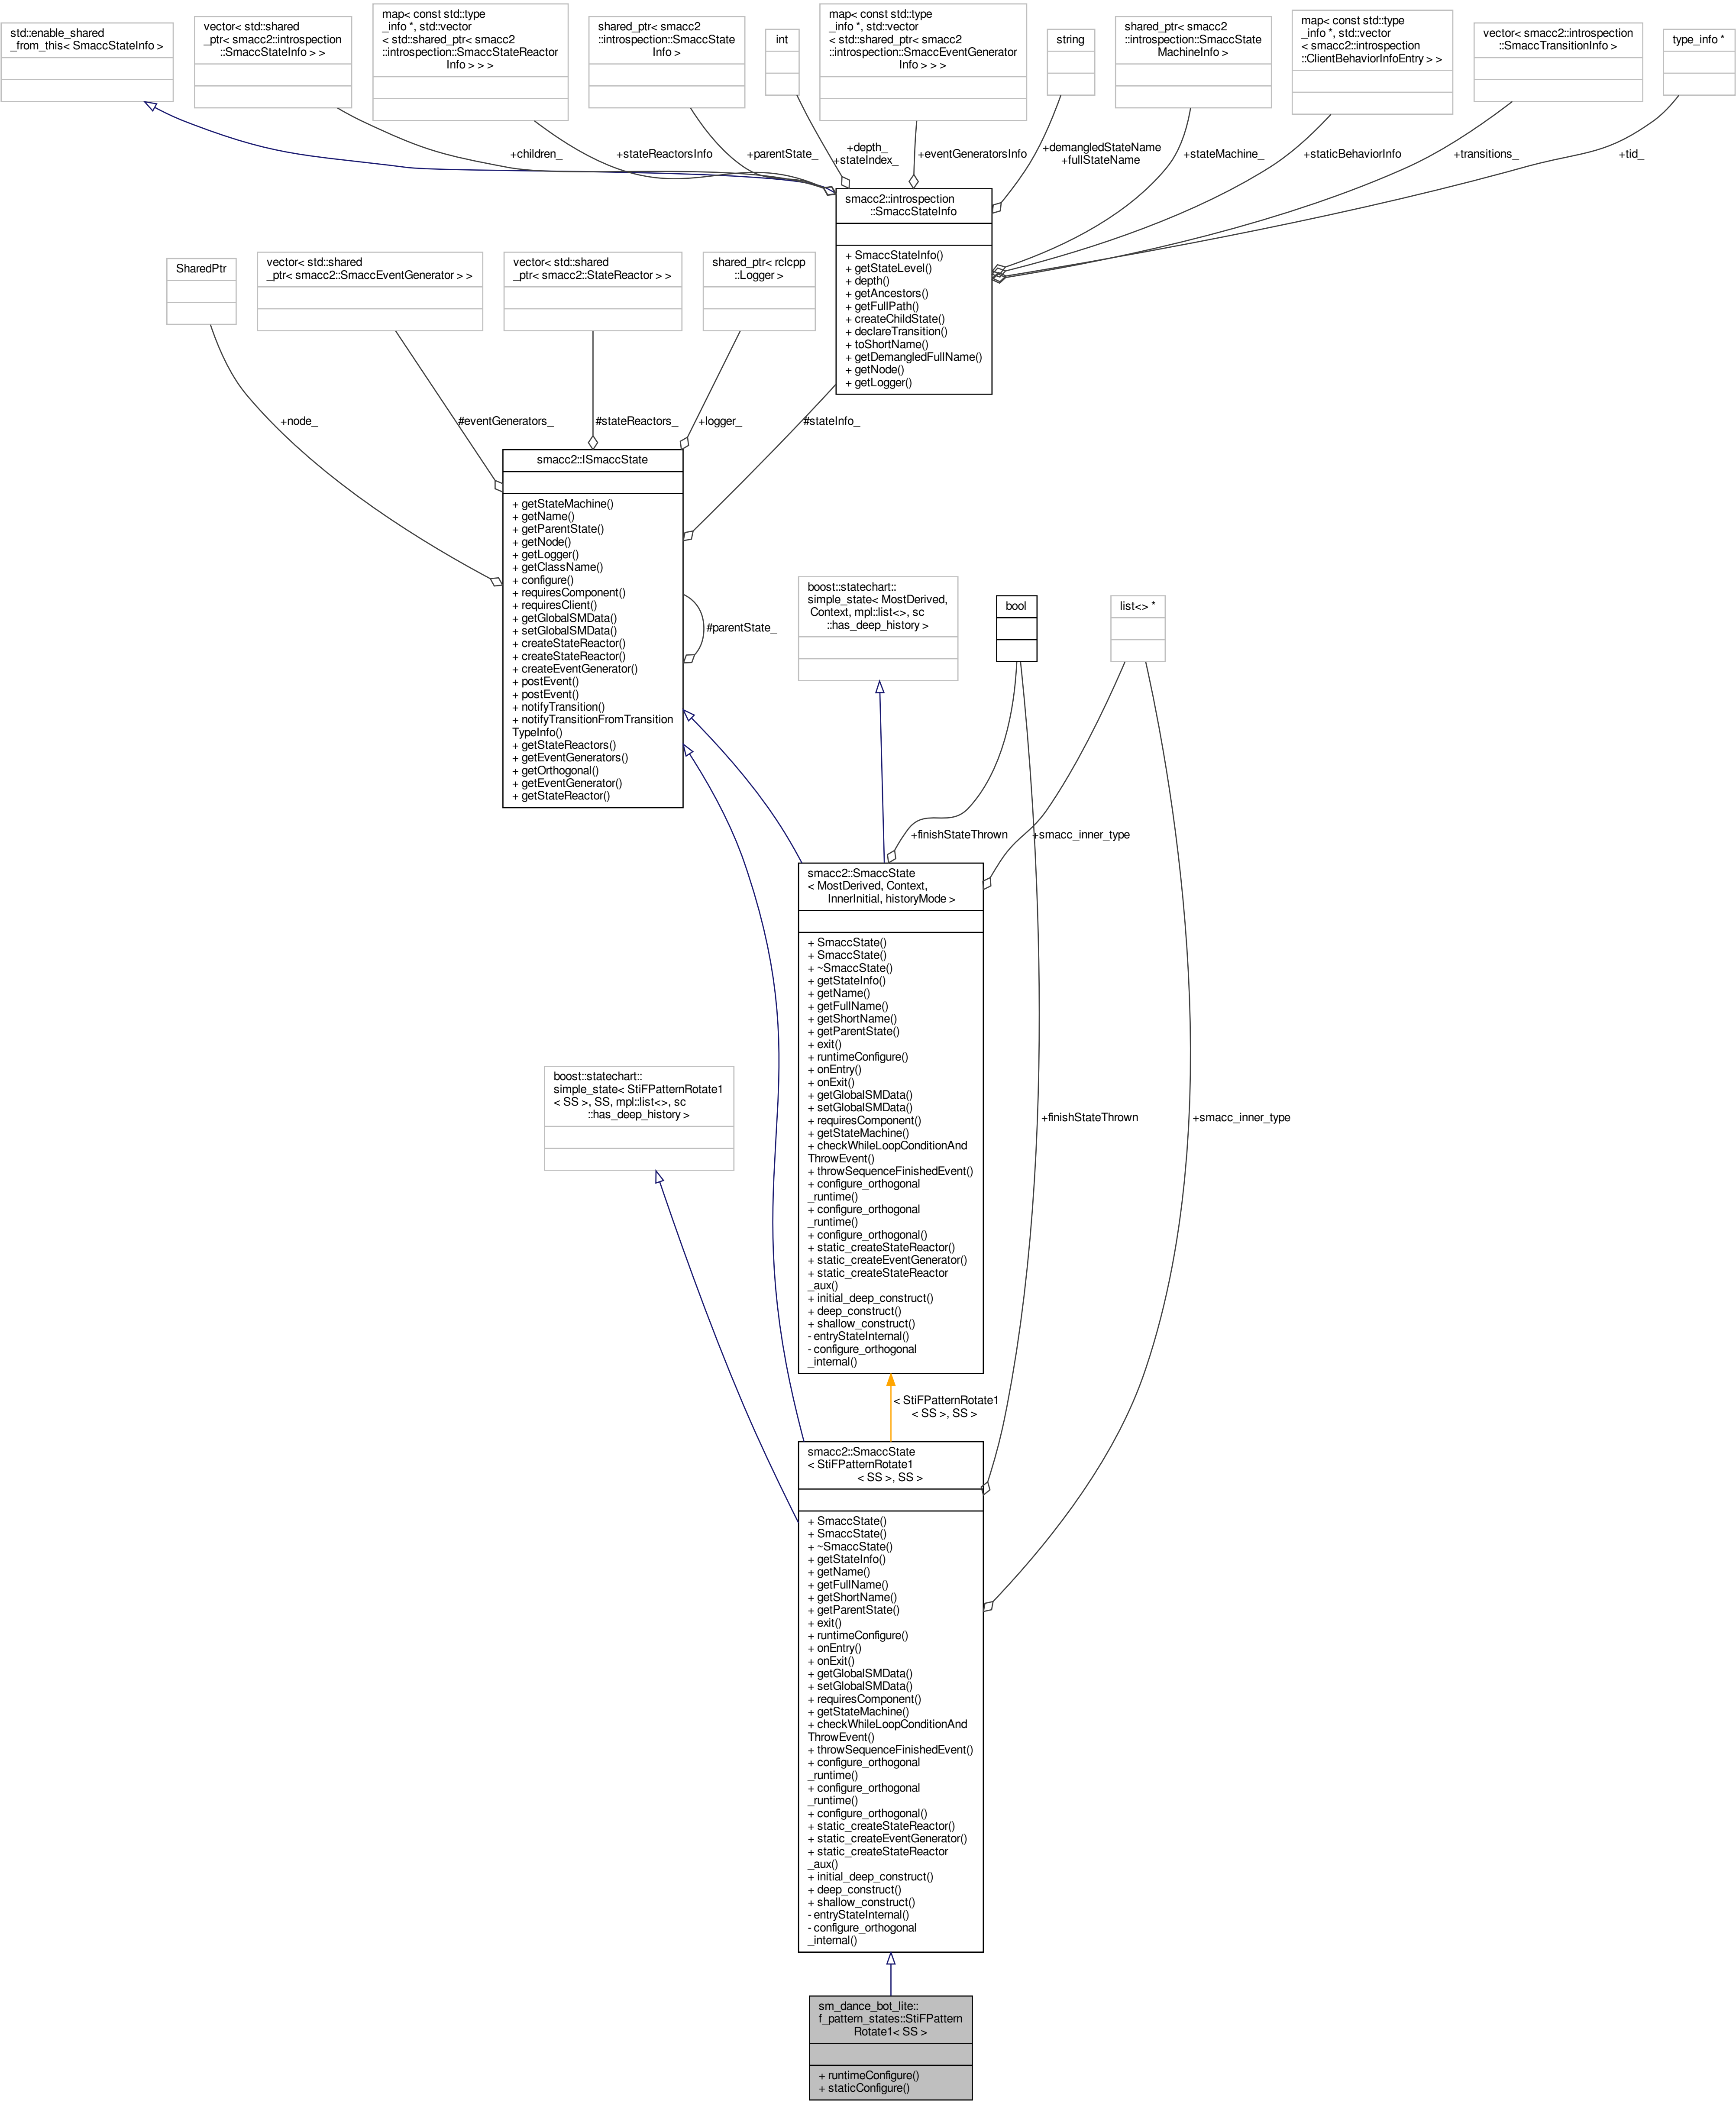 std::enable_shared
_from_this< SmaccStateInfo >
vector< std::shared
_ptr< smacc2::introspection
::SmaccStateInfo > >
map< const std::type
_info *, std::vector
< std::shared_ptr< smacc2
::introspection::SmaccStateReactor
Info > > >
shared_ptr< smacc2
::introspection::SmaccState
Info >
int
map< const std::type
_info *, std::vector
< std::shared_ptr< smacc2
::introspection::SmaccEventGenerator
Info > > >
string
shared_ptr< smacc2
::introspection::SmaccState
MachineInfo >
map< const std::type
_info *, std::vector
< smacc2::introspection
::ClientBehaviorInfoEntry > >
vector< smacc2::introspection
::SmaccTransitionInfo >
type_info *
+children_
+stateReactorsInfo
+parentState_
+depth_
+stateIndex_
+eventGeneratorsInfo
+demangledStateName
+fullStateName
+stateMachine_
+staticBehaviorInfo
+transitions_
+tid_
smacc2::introspection
::SmaccStateInfo
+ SmaccStateInfo()
+ getStateLevel()
+ depth()
+ getAncestors()
+ getFullPath()
+ createChildState()
+ declareTransition()
+ toShortName()
+ getDemangledFullName()
+ getNode()
+ getLogger()
SharedPtr
vector< std::shared
_ptr< smacc2::SmaccEventGenerator > >
vector< std::shared
_ptr< smacc2::StateReactor > >
shared_ptr< rclcpp
::Logger >
+node_
#eventGenerators_
#stateReactors_
+logger_
#stateInfo_
smacc2::ISmaccState
+ getStateMachine()
+ getName()
+ getParentState()
+ getNode()
+ getLogger()
+ getClassName()
+ configure()
+ requiresComponent()
+ requiresClient()
+ getGlobalSMData()
+ setGlobalSMData()
+ createStateReactor()
+ createStateReactor()
+ createEventGenerator()
+ postEvent()
+ postEvent()
+ notifyTransition()
+ notifyTransitionFromTransition
TypeInfo()
+ getStateReactors()
+ getEventGenerators()
+ getOrthogonal()
+ getEventGenerator()
+ getStateReactor()
#parentState_
boost::statechart::
simple_state< MostDerived,
Context, mpl::list<>, sc
::has_deep_history >
bool
list<> *
+finishStateThrown
+smacc_inner_type
smacc2::SmaccState
< MostDerived, Context,
InnerInitial, historyMode >
+ SmaccState()
+ SmaccState()
+ ~SmaccState()
+ getStateInfo()
+ getName()
+ getFullName()
+ getShortName()
+ getParentState()
+ exit()
+ runtimeConfigure()
+ onEntry()
+ onExit()
+ getGlobalSMData()
+ setGlobalSMData()
+ requiresComponent()
+ getStateMachine()
+ checkWhileLoopConditionAnd
ThrowEvent()
+ throwSequenceFinishedEvent()
+ configure_orthogonal
_runtime()
+ configure_orthogonal
_runtime()
+ configure_orthogonal()
+ static_createStateReactor()
+ static_createEventGenerator()
+ static_createStateReactor
_aux()
+ initial_deep_construct()
+ deep_construct()
+ shallow_construct()
- entryStateInternal()
- configure_orthogonal
_internal()
boost::statechart::
simple_state< StiFPatternRotate1
< SS >, SS, mpl::list<>, sc
::has_deep_history >
+finishStateThrown
+smacc_inner_type
< StiFPatternRotate1
< SS >, SS >
smacc2::SmaccState
< StiFPatternRotate1
< SS >, SS >
+ SmaccState()
+ SmaccState()
+ ~SmaccState()
+ getStateInfo()
+ getName()
+ getFullName()
+ getShortName()
+ getParentState()
+ exit()
+ runtimeConfigure()
+ onEntry()
+ onExit()
+ getGlobalSMData()
+ setGlobalSMData()
+ requiresComponent()
+ getStateMachine()
+ checkWhileLoopConditionAnd
ThrowEvent()
+ throwSequenceFinishedEvent()
+ configure_orthogonal
_runtime()
+ configure_orthogonal
_runtime()
+ configure_orthogonal()
+ static_createStateReactor()
+ static_createEventGenerator()
+ static_createStateReactor
_aux()
+ initial_deep_construct()
+ deep_construct()
+ shallow_construct()
- entryStateInternal()
- configure_orthogonal
_internal()
sm_dance_bot_lite::
f_pattern_states::StiFPattern
Rotate1< SS >
+ runtimeConfigure()
+ staticConfigure()